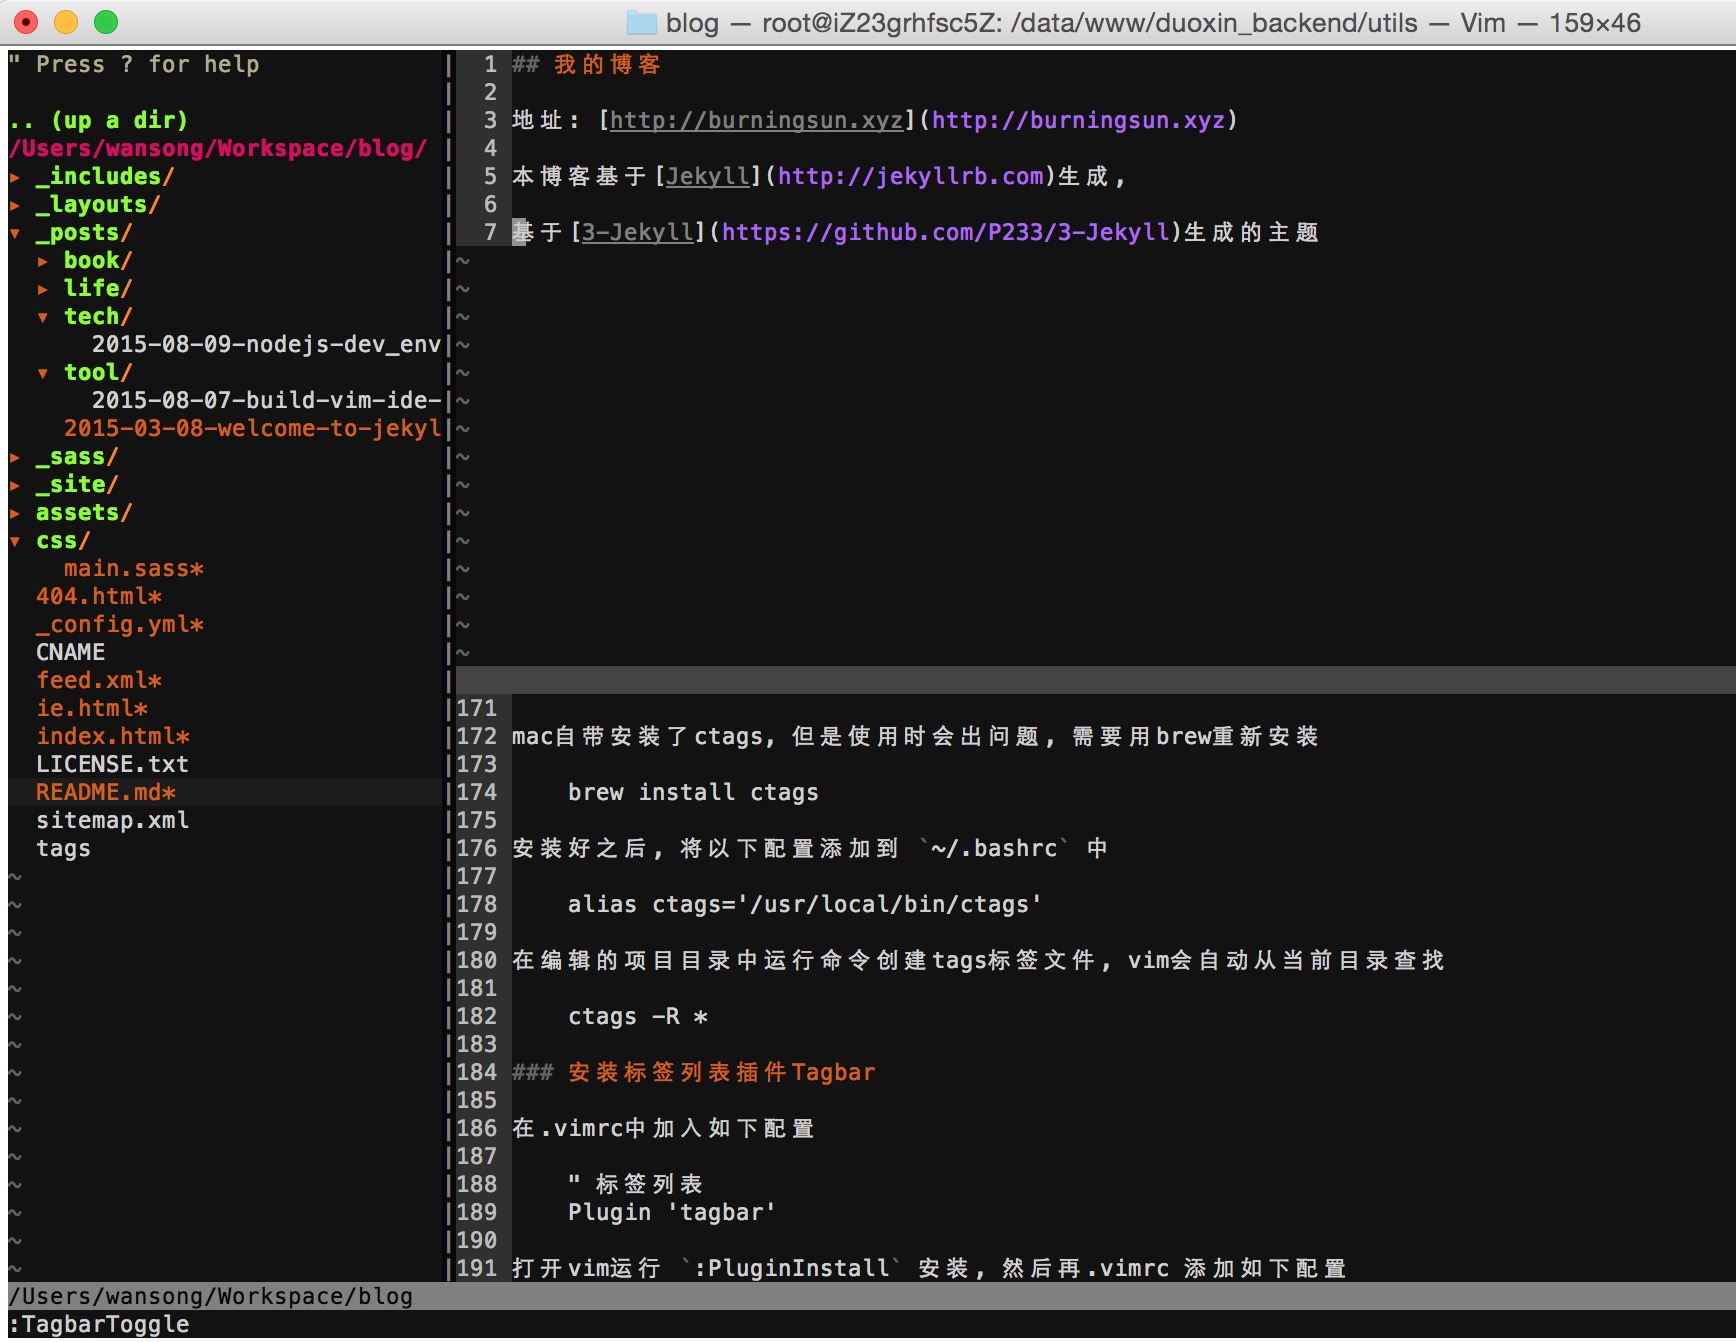 blog — root@iZ23grhfsc5Z: /data/www/duoxin_backend/utils — Vim — 159×46
" Press ? for help
.. (up a dir)
/Users/wansong/Workspace/blog/
▸ _includes/
▸ _layouts/
▾ _posts/
▸ book/
▸ life/
▾ tech/
2015-08-09-nodejs-dev_env
▾ tool/
2015-08-07-build-vim-ide-
2015-03-08-welcome-to-jekyl
▸ _sass/
▸ _site/
▸ assets/
▾ css/
main.sass*
404.html*
_config.yml*
CNAME
feed.xml*
ie.html*
index.html*
LICENSE.txt
README.md*
sitemap.xml
tags
1 ## 我的博客
2
3 地址: [http://burningsun.xyz](http://burningsun.xyz)
4
5 本博客基于[Jekyll](http://jekyllrb.com)生成,
6
7 基于[3-Jekyll](https://github.com/P233/3-Jekyll)生成的主题
171
172 mac自带安装了ctags, 但是使用时会出问题, 需要用brew重新安装
173
174 brew install ctags
175
176 安装好之后, 将以下配置添加到 `~/.bashrc` 中
177
178 alias ctags='/usr/local/bin/ctags'
179
180 在编辑的项目目录中运行命令创建tags标签文件, vim会自动从当前目录查找
181
182 ctags -R *
183
184 ### 安装标签列表插件Tagbar
185
186 在.vimrc中加入如下配置
187
188 " 标签列表
189 Plugin 'tagbar'
190
191 打开vim运行 `:PluginInstall` 安装, 然后再.vimrc 添加如下配置
/Users/wansong/Workspace/blog
:TagbarToggle